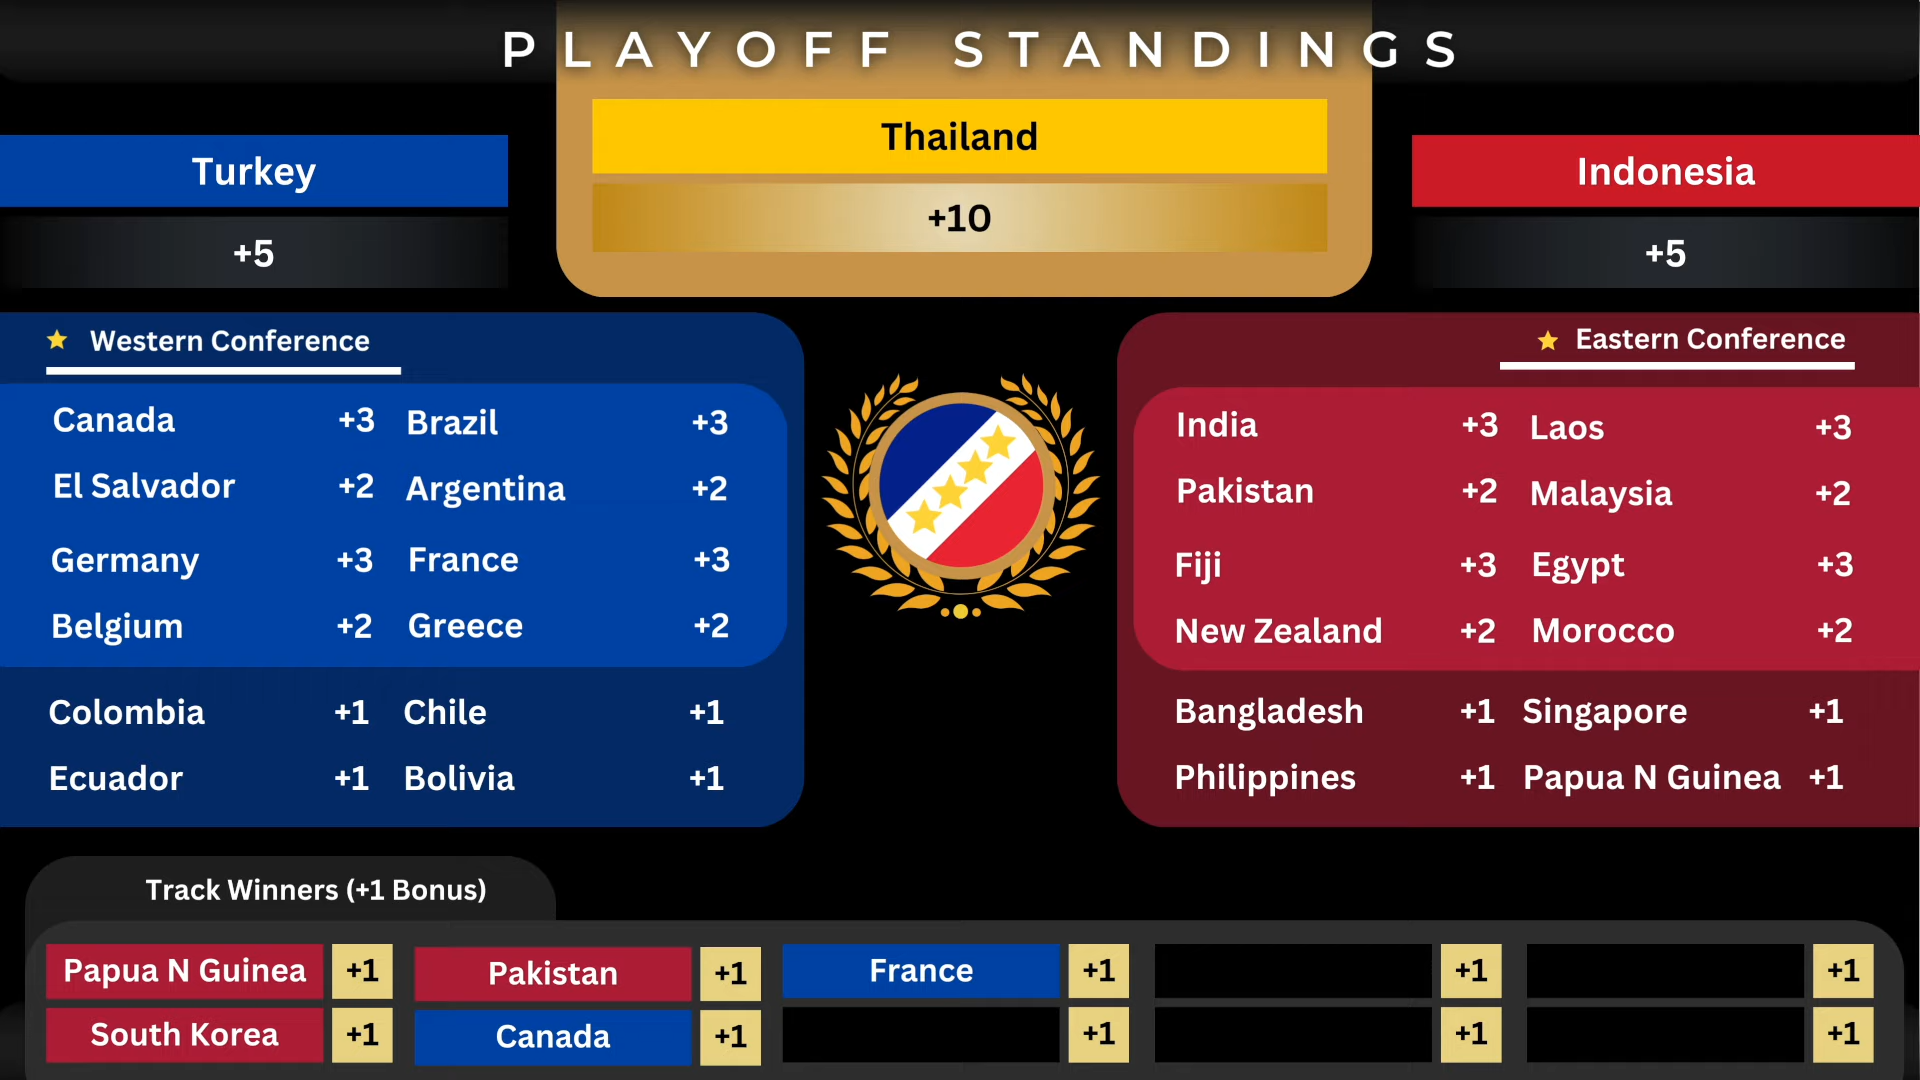 PLAYOFF STANDINGS
Thailand
+10
Turkey
+5
Indonesia
+5
Western Conference
Canada +3 Brazil +3
El Salvador +2 Argentina +2
Germany +3 France +3
Belgium +2 Greece +2
Colombia +1 Chile +1
Ecuador +1 Bolivia +1
Eastern Conference
India +3 Laos +3
Pakistan +2 Malaysia +2
Fiji +3 Egypt +3
New Zealand +2 Morocco +2
Bangladesh +1 Singapore +1
Philippines +1 Papua N Guinea +1
Track Winners (+1 Bonus)
Papua N Guinea +1 Pakistan +1 France +1 +1 +1
South Korea +1 Canada +1 +1 +1 +1